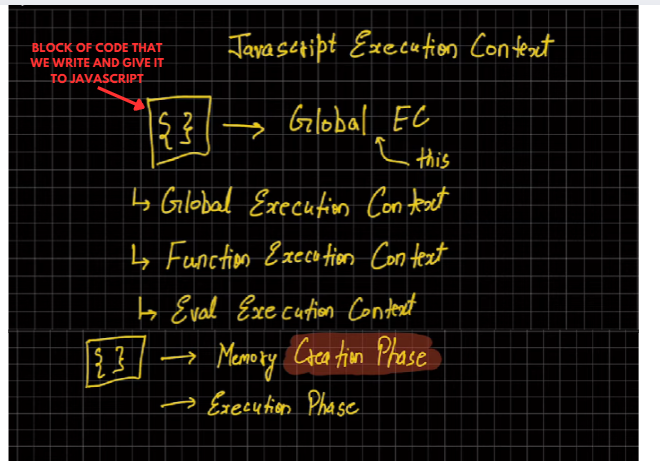 BLOCK OF CODE THAT
WE WRITE AND GIVE IT
TO JAVASCRIPT
Javascript Execution Context
{ } → Global EC
this
↳ Global Execution Context
↳ Function Execution Context
↳ Eval Execution Context
{ } → Memory Creation Phase
→ Execution Phase